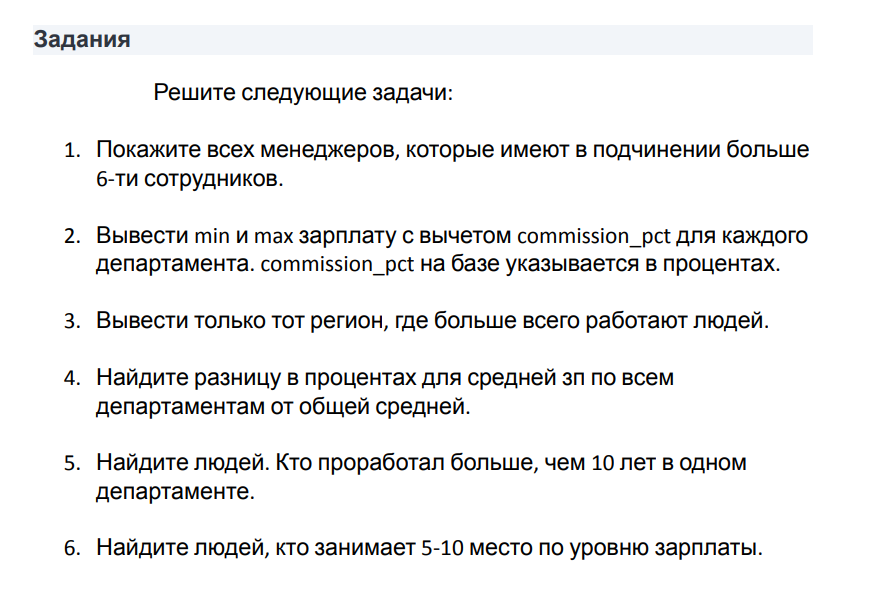 Задания
Решите следующие задачи:
1. Покажите всех менеджеров, которые имеют в подчинении больше
6-ти сотрудников.
2. Вывести min и max зарплату с вычетом commission_pct для каждого
департамента. commission_pct на базе указывается в процентах.
3. Вывести только тот регион, где больше всего работают людей.
4. Найдите разницу в процентах для средней зп по всем
департаментам от общей средней.
5. Найдите людей. Кто проработал больше, чем 10 лет в одном
департаменте.
6. Найдите людей, кто занимает 5-10 место по уровню зарплаты.